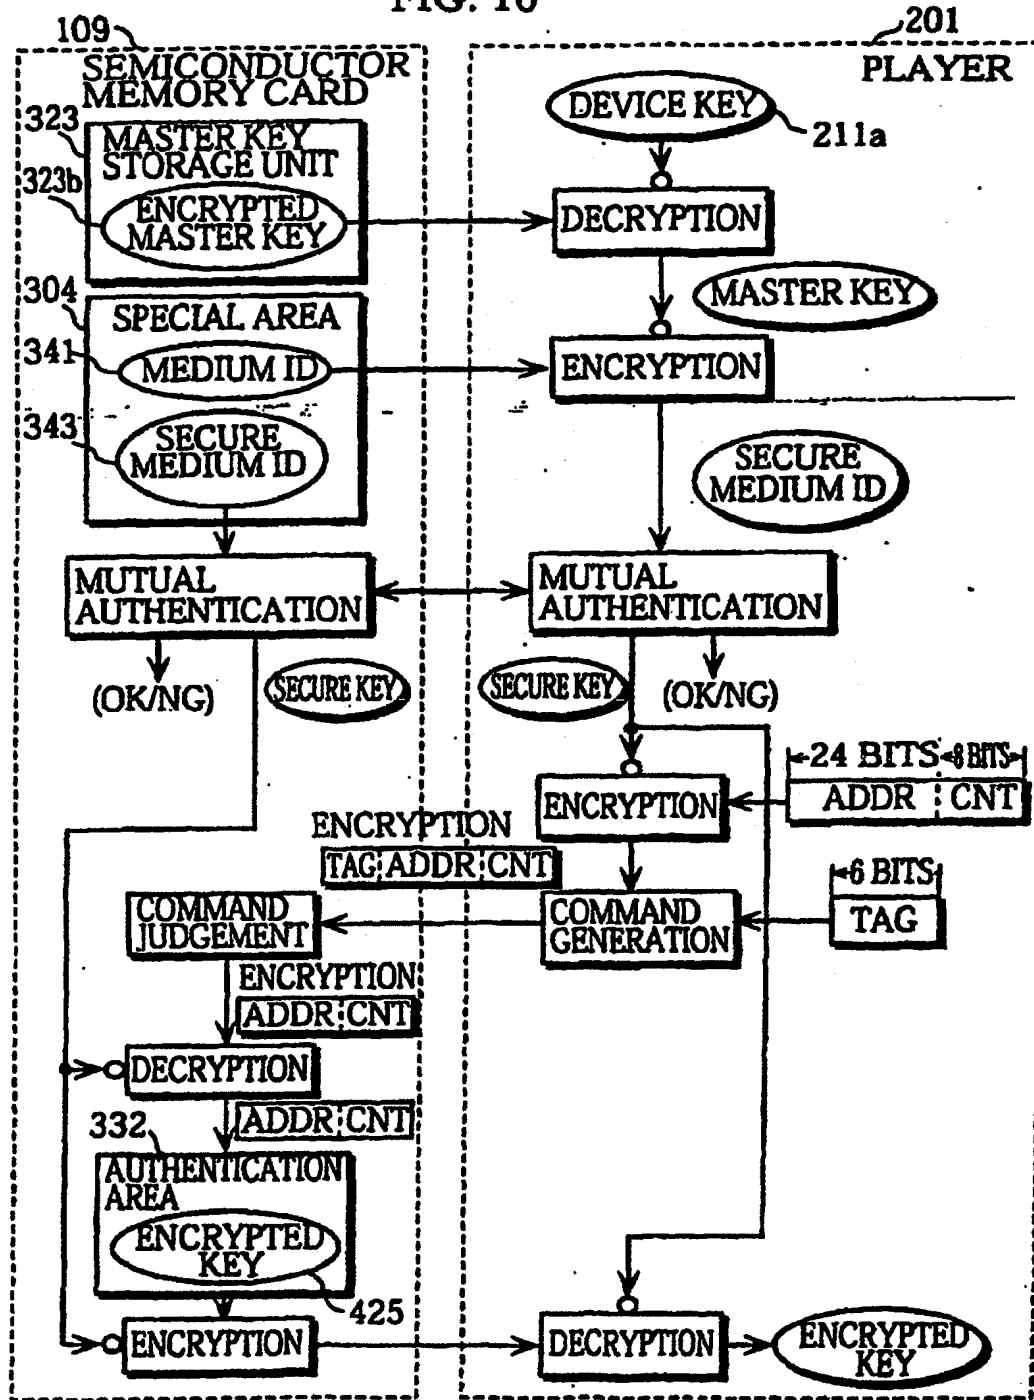 FIG. 16
109
201
SEMICONDUCTOR
MEMORY CARD
PLAYER
323
MASTER KEY
STORAGE UNIT
DEVICE KEY
211a
323b
ENCRYPTED
MASTER KEY
DECRYPTION
304
SPECIAL AREA
MASTER KEY
341
MEDIUM ID
ENCRYPTION
343
SECURE
MEDIUM ID
SECURE
MEDIUM ID
MUTUAL
AUTHENTICATION
MUTUAL
AUTHENTICATION
(OK/NG)
SECURE KEY
SECURE KEY
(OK/NG)
24 BITS
8 BITS
ENCRYPTION
ADDR CNT
ENCRYPTION
TAG ADDR CNT
6 BITS
COMMAND
JUDGEMENT
COMMAND
GENERATION
TAG
ENCRYPTION
ADDR CNT
DECRYPTION
ADDR CNT
332
AUTHENTICATION
AREA
ENCRYPTED
KEY
425
ENCRYPTION
DECRYPTION
ENCRYPTED
KEY